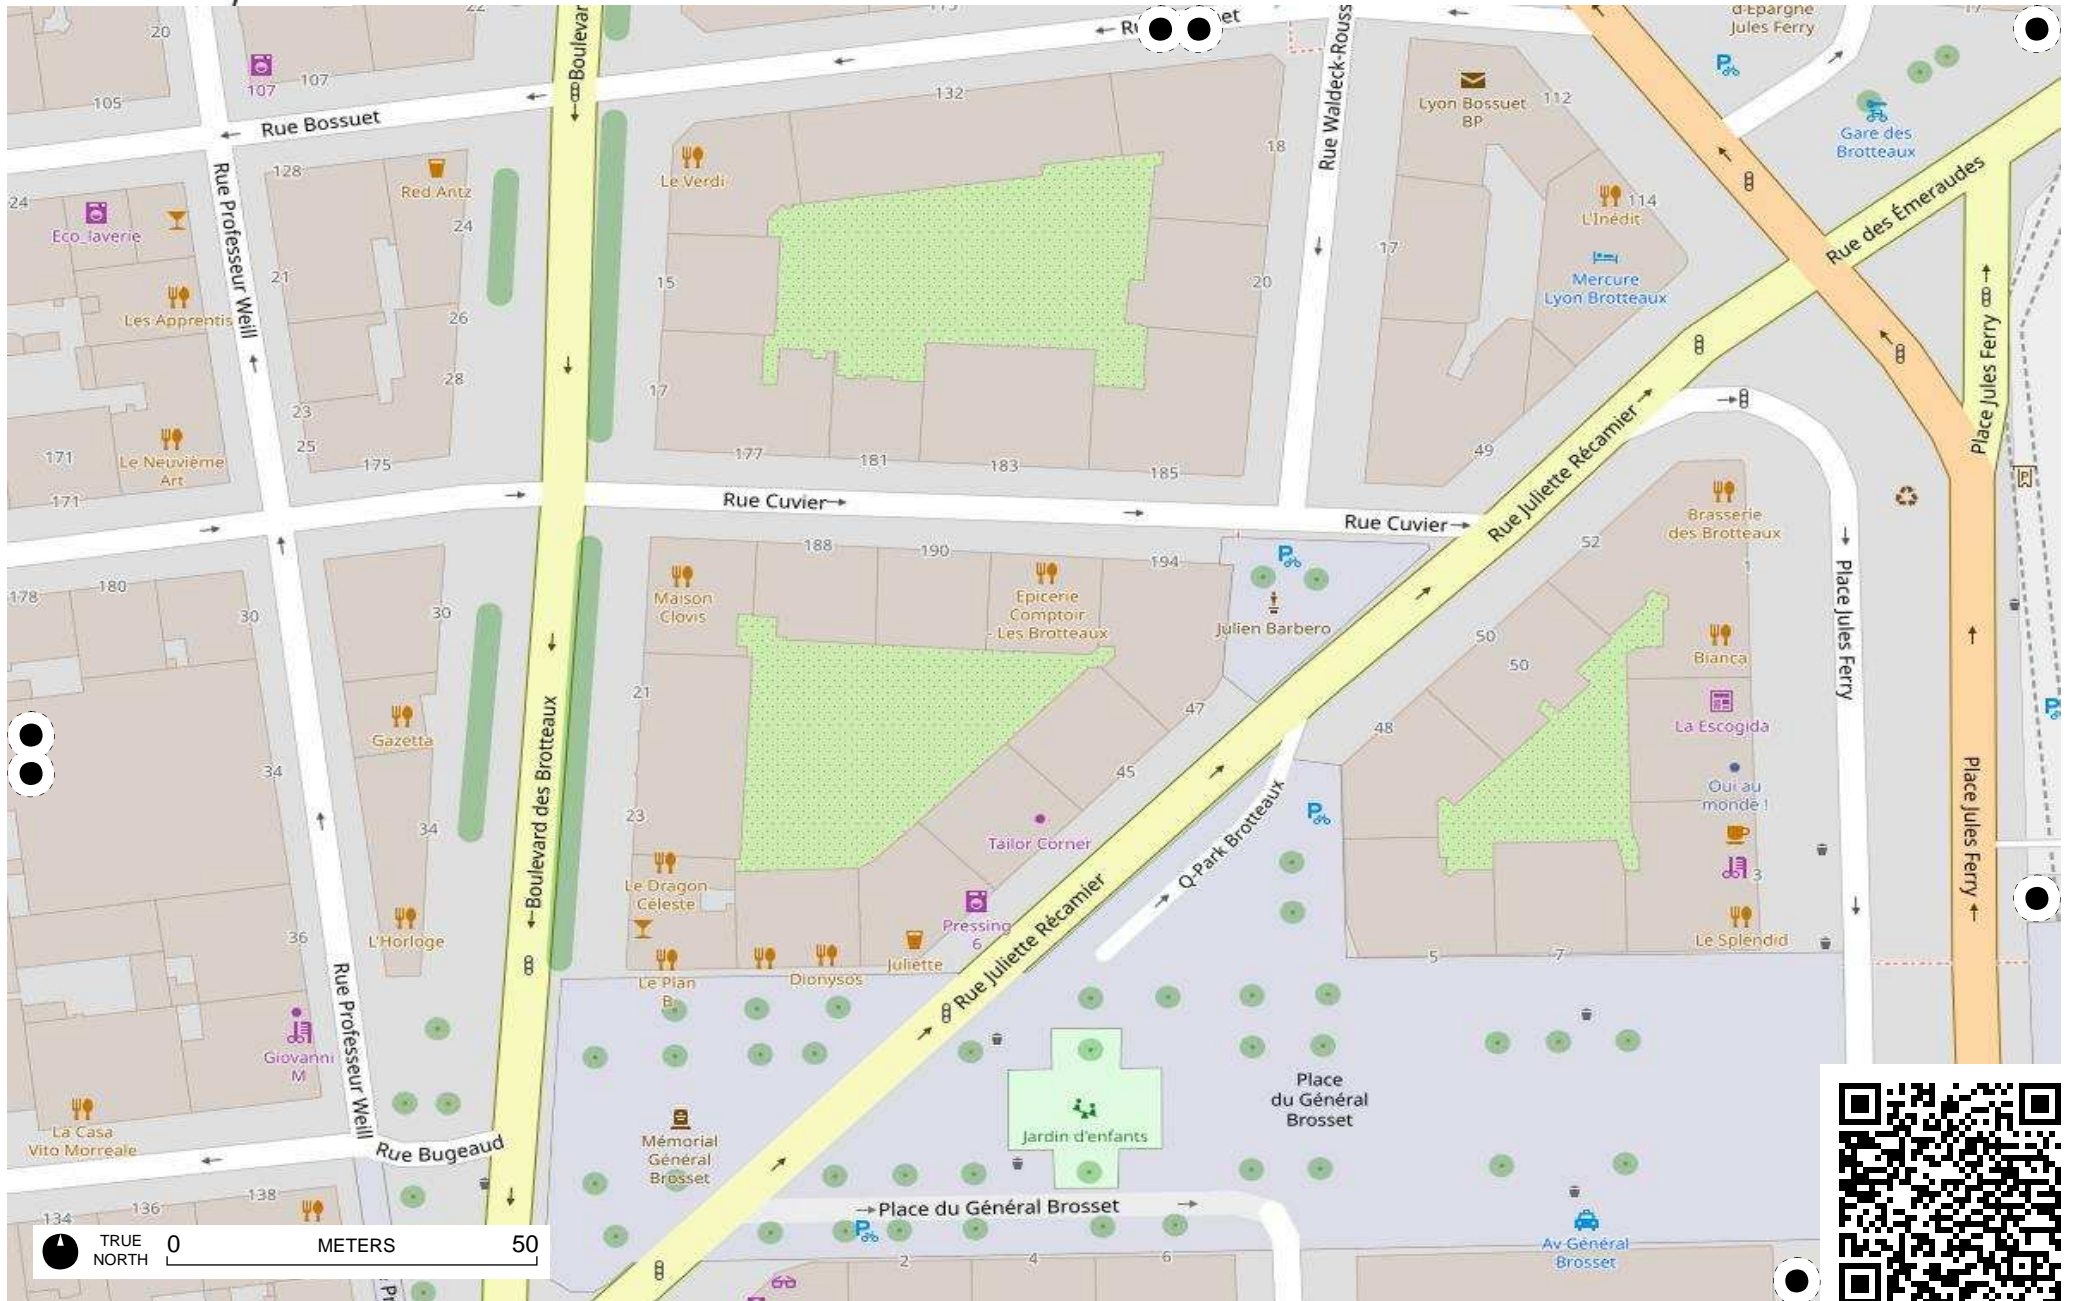 20
22
d'Épargne
Jules Ferry
17
107
107
105
Rue Bossuet
132
Rue Waldeck-Rouss
Lyon Bossuet
BP
112
Gare des
Brotteaux
128
Red Antz
24
Le Verdi
18
24
Eco_laverie
L'Inédit
114
Rue des Émeraudes
17
Mercure
Lyon Brotteaux
21
15
20
Les Apprentis
Rue Professeur Weill
26
28
17
Place Jules Ferry
23
25
171
Le Neuvième
Art
175
177
181
183
185
49
Rue Juliette Récamier
171
Rue Cuvier
Rue Cuvier
Brasserie
des Brotteaux
1
52
188
190
194
178
180
30
30
Maison
Clovis
Epicerie
Comptoir
- Les Brotteaux
Julien Barbero
50
50
Bianca
Place Jules Ferry
21
47
48
Gazetta
La Escogida
34
45
Boulevard des Brotteaux
Oui au
monde !
23
34
Tailor Corner
Q-Park Brotteaux
Place Jules Ferry
Le Dragon
Céleste
3
Pressing
6
36
L'Horloge
Le Splendid
Le Plan
B
Dionysos
Juliette
Rue Juliette Récamier
5
7
Rue Professeur Weill
Giovanni
M
Place
du Général
Brosset
La Casa
Vito Morreale
Rue Bugeaud
Mémorial
Général
Brosset
Jardin d'enfants
134
136
138
Place du Général Brosset
Av Général
Brosset
2
4
6
TRUE
NORTH
0
METERS
50